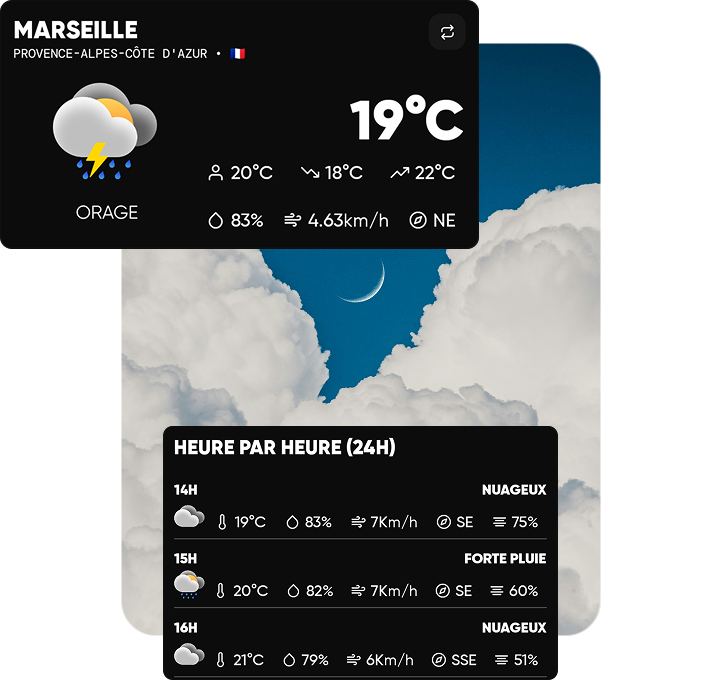 MARSEILLE
PROVENCE-ALPES-CÔTE D'AZUR • 🇫🇷
19°C
20°C 18°C 22°C
ORAGE
83% 4.63km/h NE
HEURE PAR HEURE (24H)
14H NUAGEUX
19°C 83% 7Km/h SE 75%
15H FORTE PLUIE
20°C 82% 7Km/h SE 60%
16H NUAGEUX
21°C 79% 6Km/h SSE 51%